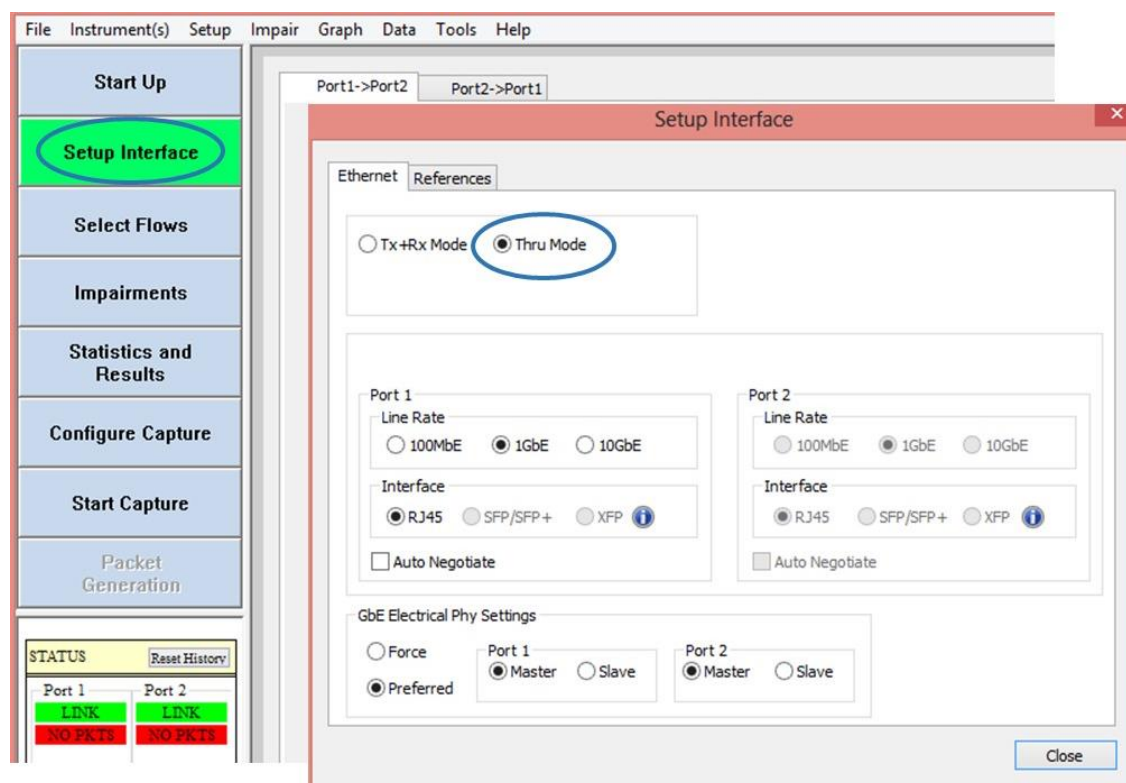 File Instrument(s) Setup Impair Graph Data Tools Help
Start Up
Setup Interface
Select Flows
Impairments
Statistics and
Results
Configure Capture
Start Capture
Packet
Generation
STATUS Reset History
Port 1 Port 2
LINK LINK
NO PKTS NO PKTS
Port1->Port2 Port2->Port1
Setup Interface
Ethernet References
Tx+Rx Mode Thru Mode
Port 1
Line Rate
100MbE 1GbE 10GbE
Interface
RJ45 SFP/SFP+ XFP
Auto Negotiate
Port 2
Line Rate
100MbE 1GbE 10GbE
Interface
RJ45 SFP/SFP+ XFP
Auto Negotiate
GbE Electrical Phy Settings
Force
Preferred
Port 1
Master Slave
Port 2
Master Slave
Close